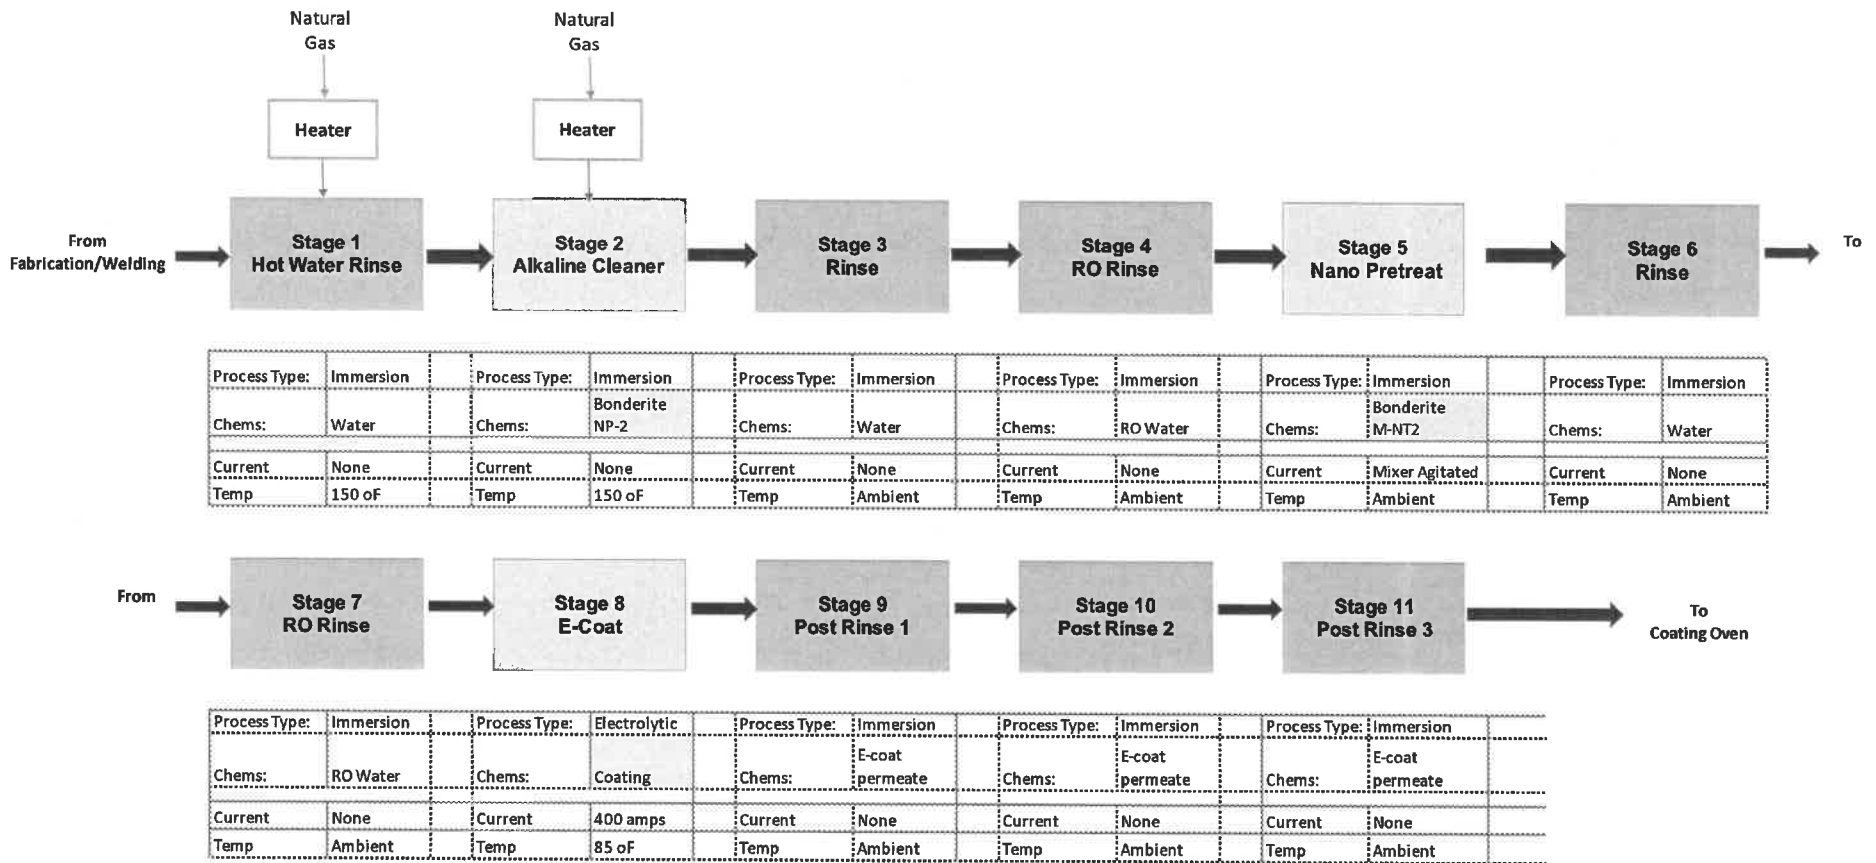 Natural
Gas
Natural
Gas
Heater
Heater
From
Fabrication/Welding
Stage 1
Hot Water Rinse
Stage 2
Alkaline Cleaner
Stage 3
Rinse
Stage 4
RO Rinse
Stage 5
Nano Pretreat
Stage 6
Rinse
To
Process Type: Immersion Process Type: Immersion Process Type: Immersion Process Type: Immersion Process Type: Immersion Process Type: Immersion
Chems: Water Chems: Bonderite
NP-2 Chems: Water Chems: RO Water Chems: Bonderite
M-NT2 Chems: Water
Current None Current None Current None Current None Current Mixer Agitated Current None
Temp 150 oF Temp 150 oF Temp Ambient Temp Ambient Temp Ambient Temp Ambient
From
Stage 7
RO Rinse
Stage 8
E-Coat
Stage 9
Post Rinse 1
Stage 10
Post Rinse 2
Stage 11
Post Rinse 3
To
Coating Oven
Process Type: Immersion Process Type: Electrolytic Process Type: Immersion Process Type: Immersion Process Type: Immersion
Chems: RO Water Chems: Coating Chems: E-coat
permeate Chems: E-coat
permeate Chems: E-coat
permeate
Current None Current 400 amps Current None Current None Current None
Temp Ambient Temp 85 oF Temp Ambient Temp Ambient Temp Ambient